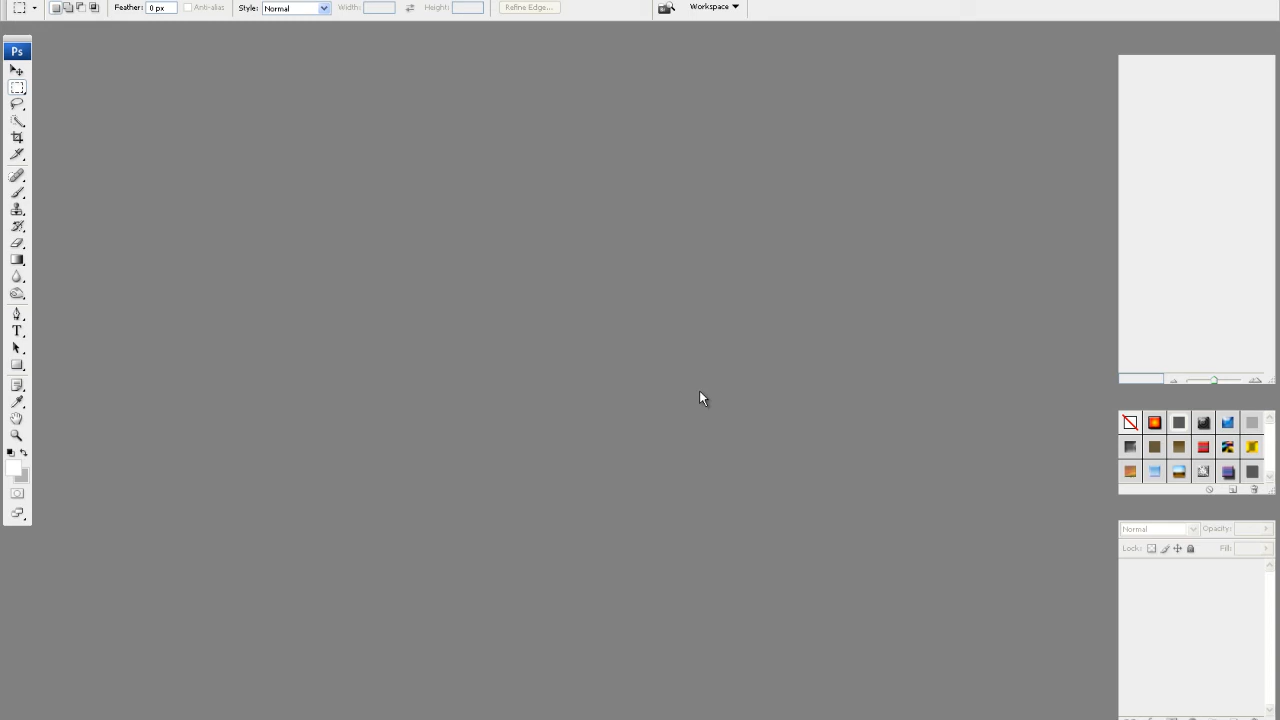 Feather: 0 px Anti-alias Style: Normal Width: Height: Refine Edge... Workspace
Ps
T
Normal Opacity:
Lock: Fill: